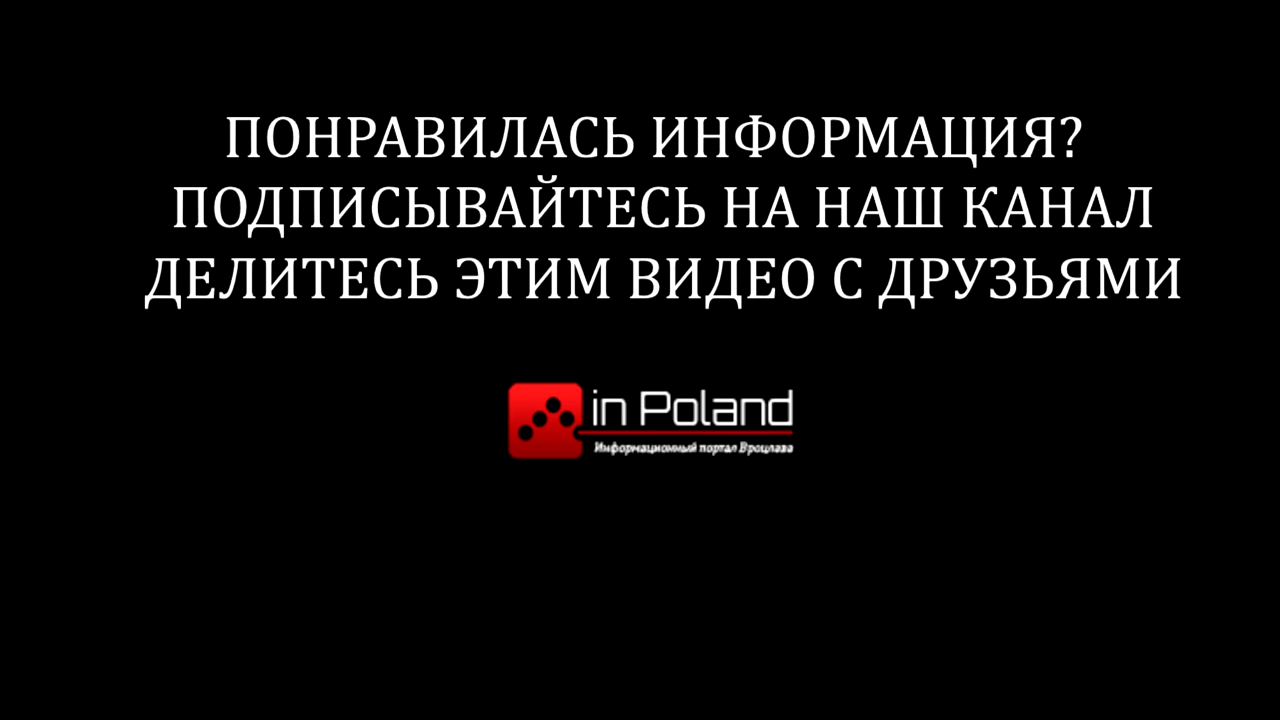 ПОНРАВИЛАСЬ ИНФОРМАЦИЯ?
ПОДПИСЫВАЙТЕСЬ НА НАШ КАНАЛ
ДЕЛИТЕСЬ ЭТИМ ВИДЕО С ДРУЗЬЯМИ
in Poland
Информационный портал Вроцлава